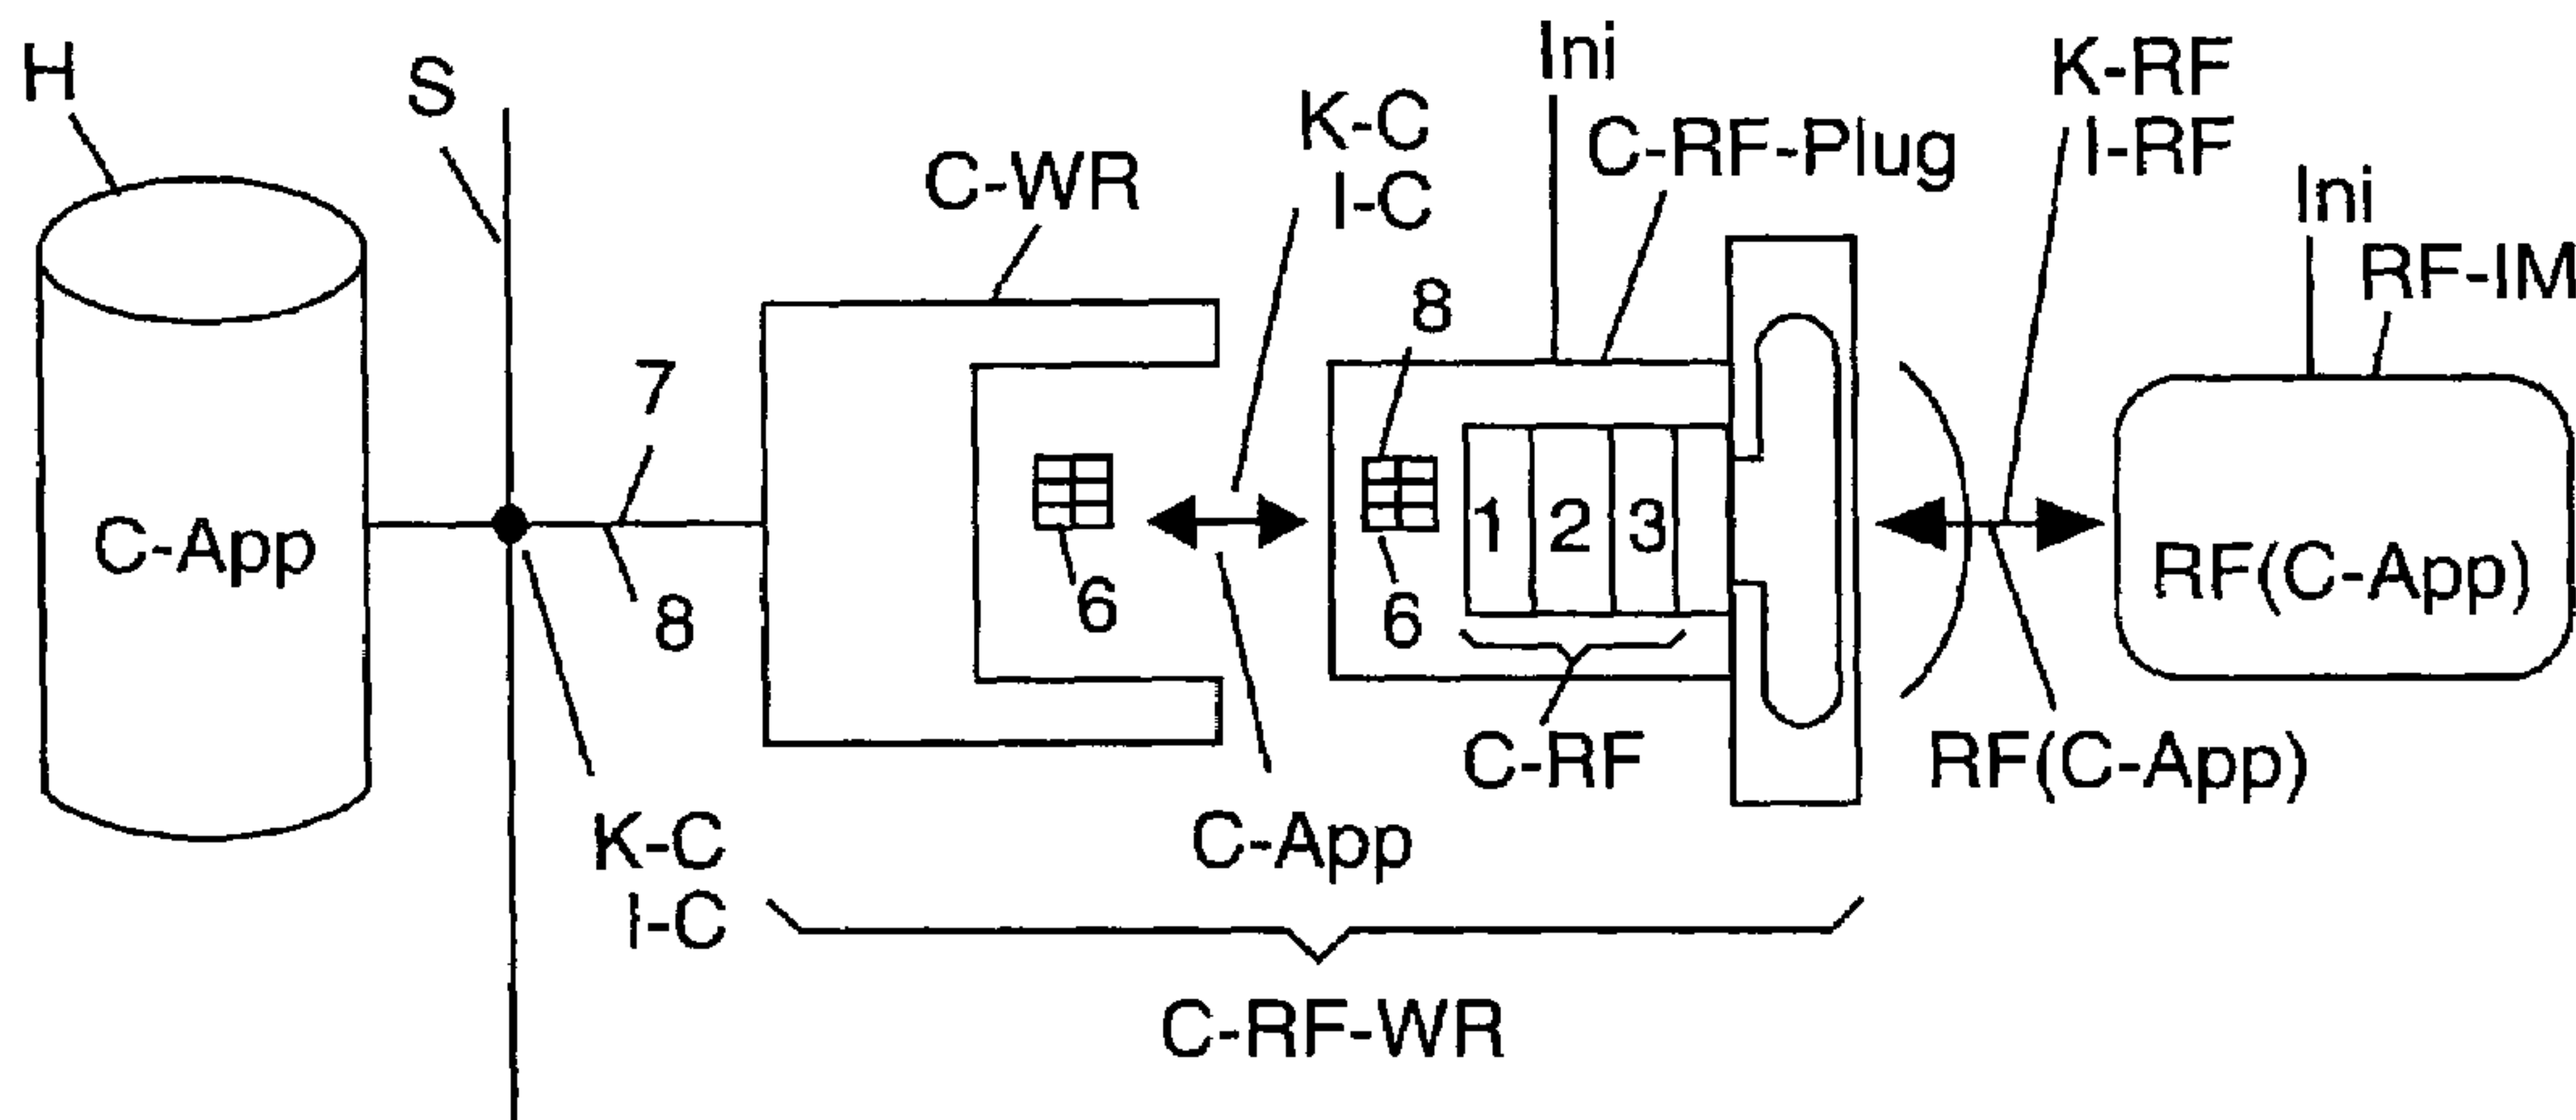 H
S
Ini
K-RF
I-RF
K-C
I-C
C-RF-Plug
C-WR
Ini
RF-IM
8
7
C-App
1 2 3
RF(C-App)
6
6
8
C-RF
RF(C-App)
K-C
I-C
C-App
C-RF-WR